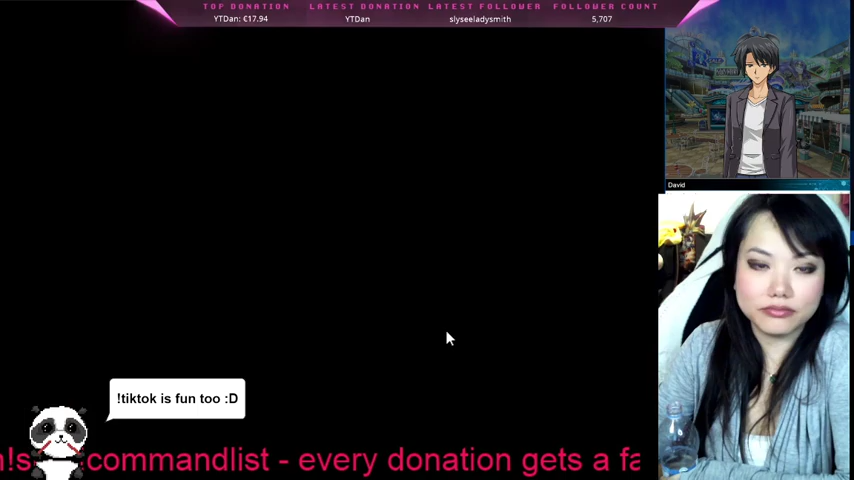 TOP DONATION LATEST DONATION LATEST FOLLOWER FOLLOWER COUNT
YTDan: €17.94 YTDan slyseeladysmith 5,707
David
!tiktok is fun too :D
!s commandlist - every donation gets a fa